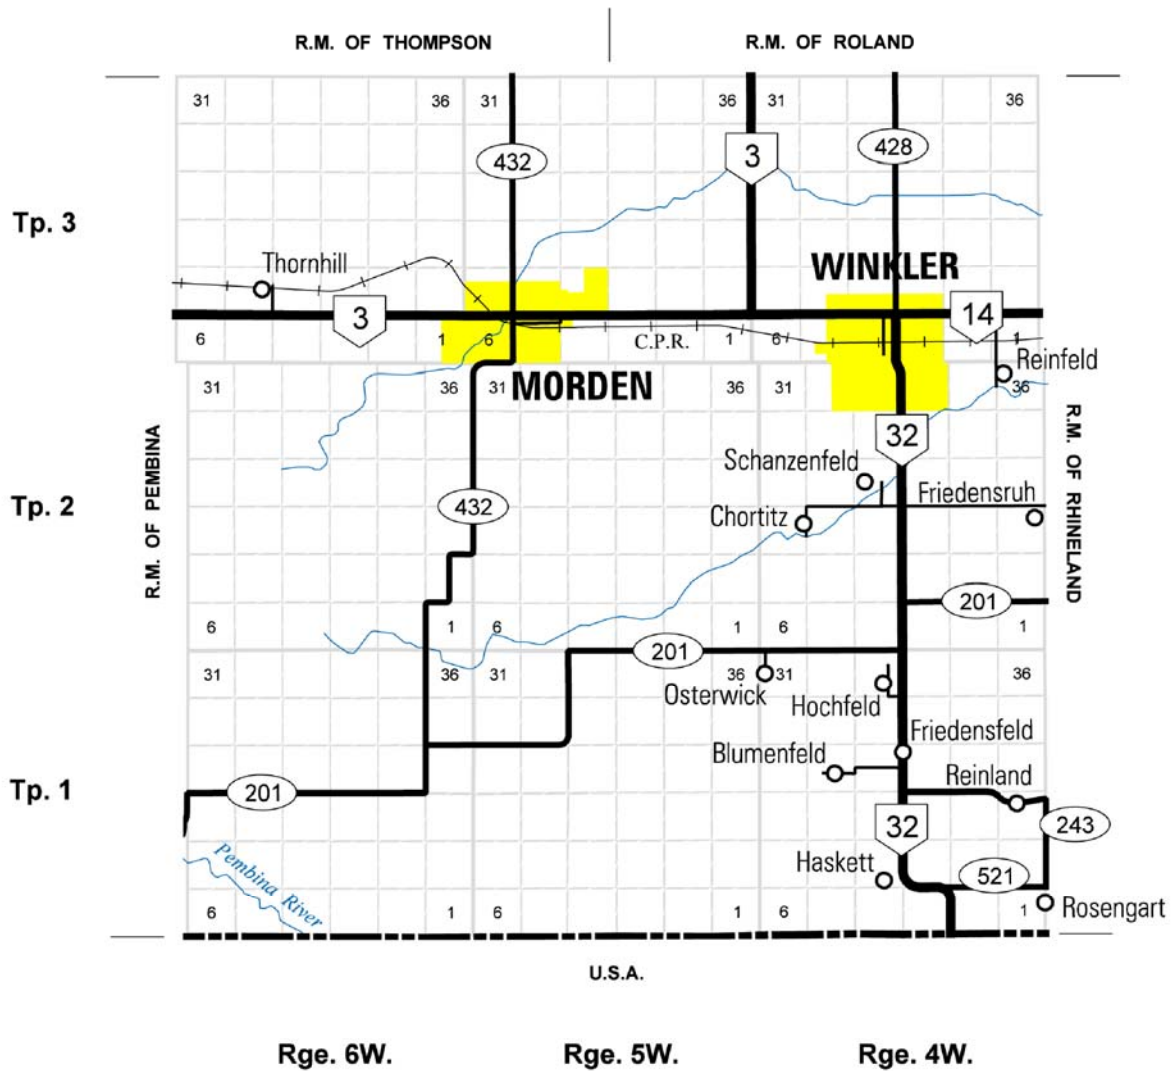 R.M. OF THOMPSON
R.M. OF ROLAND
31
36
31
36
31
36
3
428
432
Tp. 3
WINKLER
Thornhill
3
14
6
1
6
C.P.R.
1
6
1
Reinfeld
31
36
31
MORDEN
36
31
36
R.M. OF PEMBINA
R.M. OF RHINELAND
32
Schanzenfeld
Friedensruh
Tp. 2
432
Chortitz
201
6
1
6
1
6
1
201
31
36
31
36
31
36
Osterwick
Hochfeld
Friedensfeld
Blumenfeld
Reinland
Tp. 1
201
32
243
Pembina River
Haskett
521
6
1
6
1
6
1
Rosengart
U.S.A.
Rge. 6W.
Rge. 5W.
Rge. 4W.